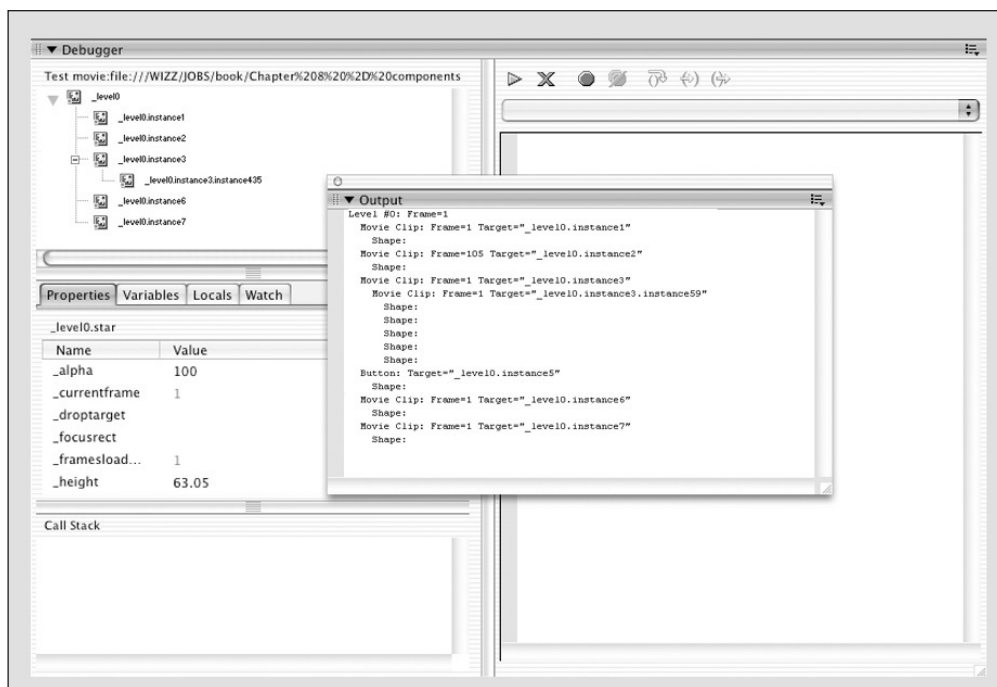 Debugger
Test movie:file:///WIZZ/JOBS/book/Chapter%208%20%2D%20components
_level0
_level0.instance1
_level0.instance2
_level0.instance3
_level0.instance3.instance435
_level0.instance6
_level0.instance7
Properties Variables Locals Watch
_level0.star
Name Value
_alpha 100
_currentframe 1
_droptarget
_focusrect
_framesload... 1
_height 63.05
Call Stack
Output
Level #0: Frame=1
Movie Clip: Frame=1 Target="_level0.instance1"
Shape:
Movie Clip: Frame=105 Target="_level0.instance2"
Shape:
Movie Clip: Frame=1 Target="_level0.instance3"
Movie Clip: Frame=1 Target="_level0.instance3.instance59"
Shape:
Shape:
Shape:
Shape:
Shape:
Button: Target="_level0.instance5"
Shape:
Movie Clip: Frame=1 Target="_level0.instance6"
Shape:
Movie Clip: Frame=1 Target="_level0.instance7"
Shape: